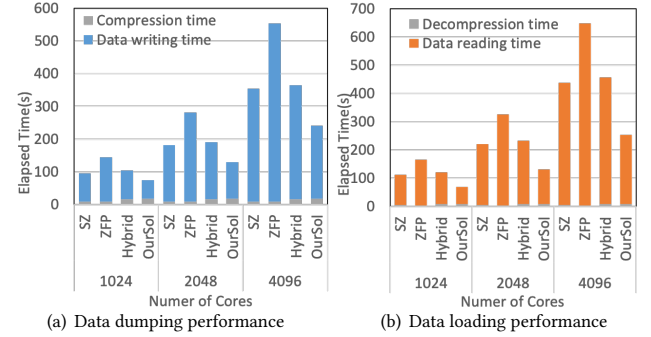 600
500
400
300
200
100
0
Elapsed Time(s)
Compression time
Data writing time
SZ
ZFP
Hybrid
OurSol
SZ
ZFP
Hybrid
OurSol
SZ
ZFP
Hybrid
OurSol
1024
2048
4096
Numer of Cores
(a) Data dumping performance
700
600
500
400
300
200
100
0
Elapsed Time(s)
Decompression time
Data reading time
SZ
ZFP
Hybrid
OurSol
SZ
ZFP
Hybrid
OurSol
SZ
ZFP
Hybrid
OurSol
1024
2048
4096
Numer of Cores
(b) Data loading performance